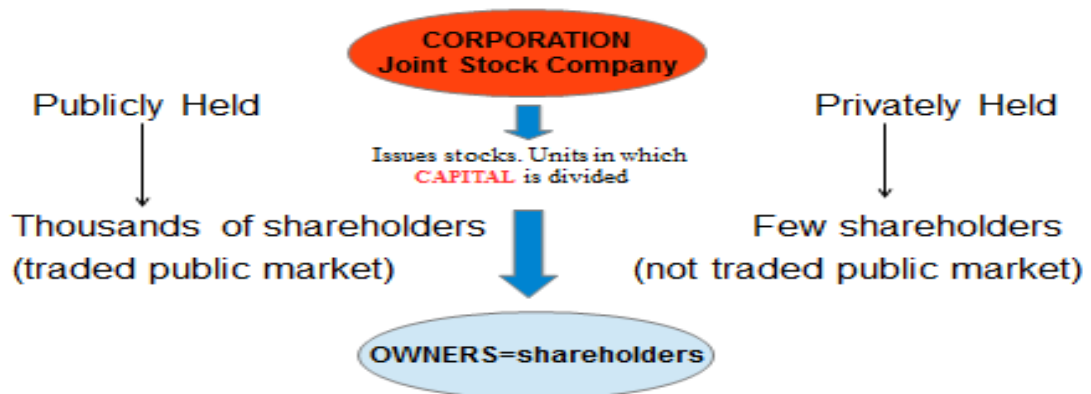 CORPORATION
Joint Stock Company
Publicly Held
Privately Held
Issues stocks. Units in which
CAPITAL is divided
Thousands of shareholders
(traded public market)
Few shareholders
(not traded public market)
OWNERS=shareholders